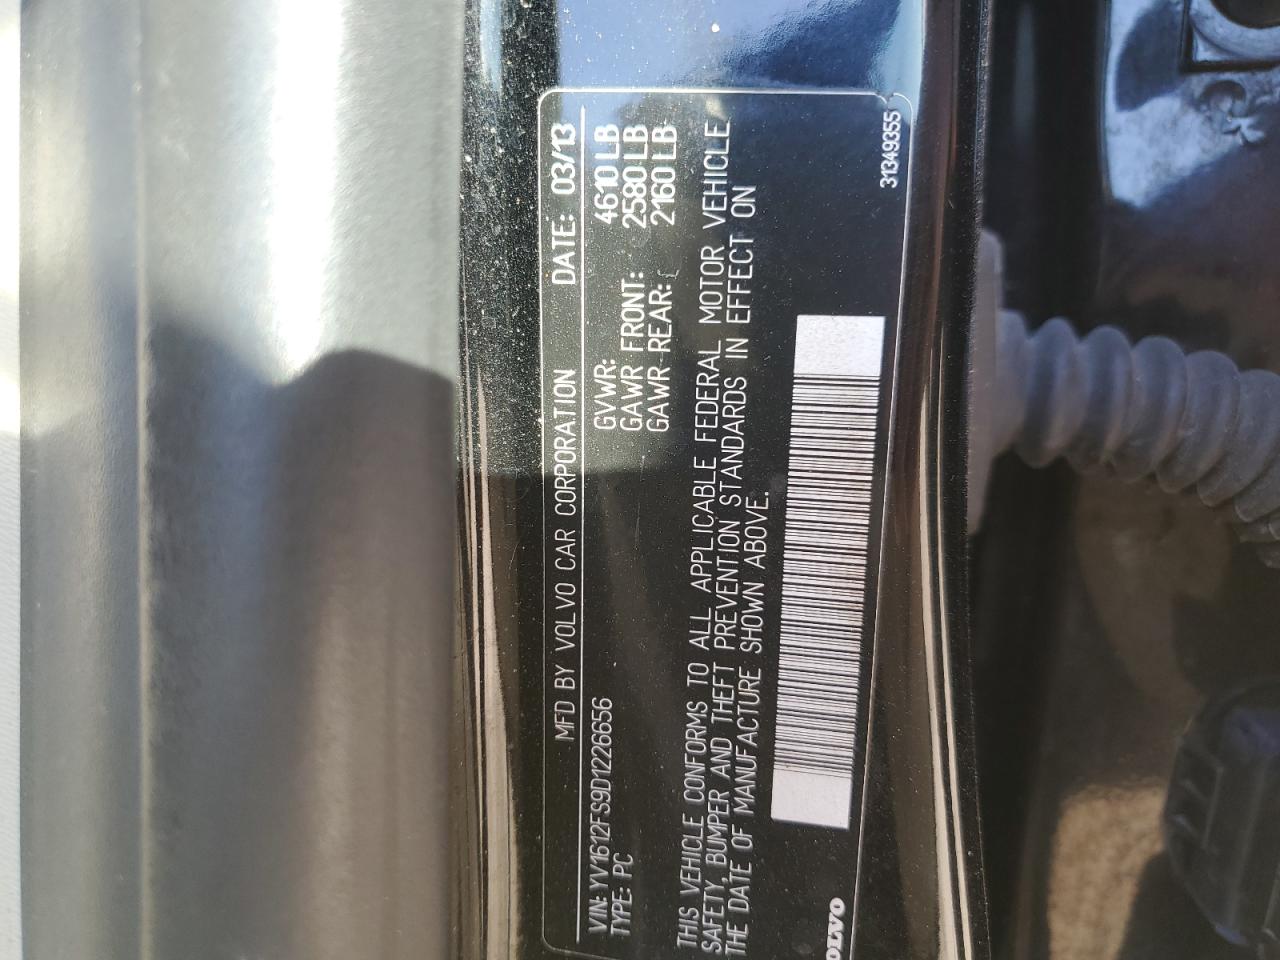 MFD BY VOLVO CAR CORPORATION DATE: 03/13
VIN: YV1612FS9D1226656 GVWR: 4610 LB
TYPE: PC GAWR FRONT: 2580 LB
GAWR REAR: 2160 LB
THIS VEHICLE CONFORMS TO ALL APPLICABLE FEDERAL MOTOR VEHICLE
SAFETY, BUMPER AND THEFT PREVENTION STANDARDS IN EFFECT ON
THE DATE OF MANUFACTURE SHOWN ABOVE.
OLVO 31349355